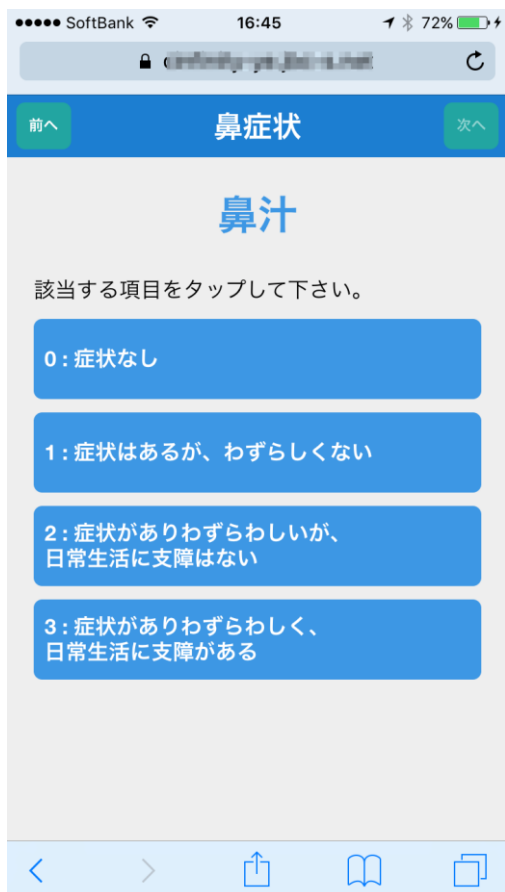 SoftBank 16:45 72%
前へ 鼻症状 次へ
鼻汁
該当する項目をタップして下さい。
0 : 症状なし
1 : 症状はあるが、わずらしくない
2 : 症状がありわずらわしいが、
日常生活に支障はない
3 : 症状がありわずらわしく、
日常生活に支障がある